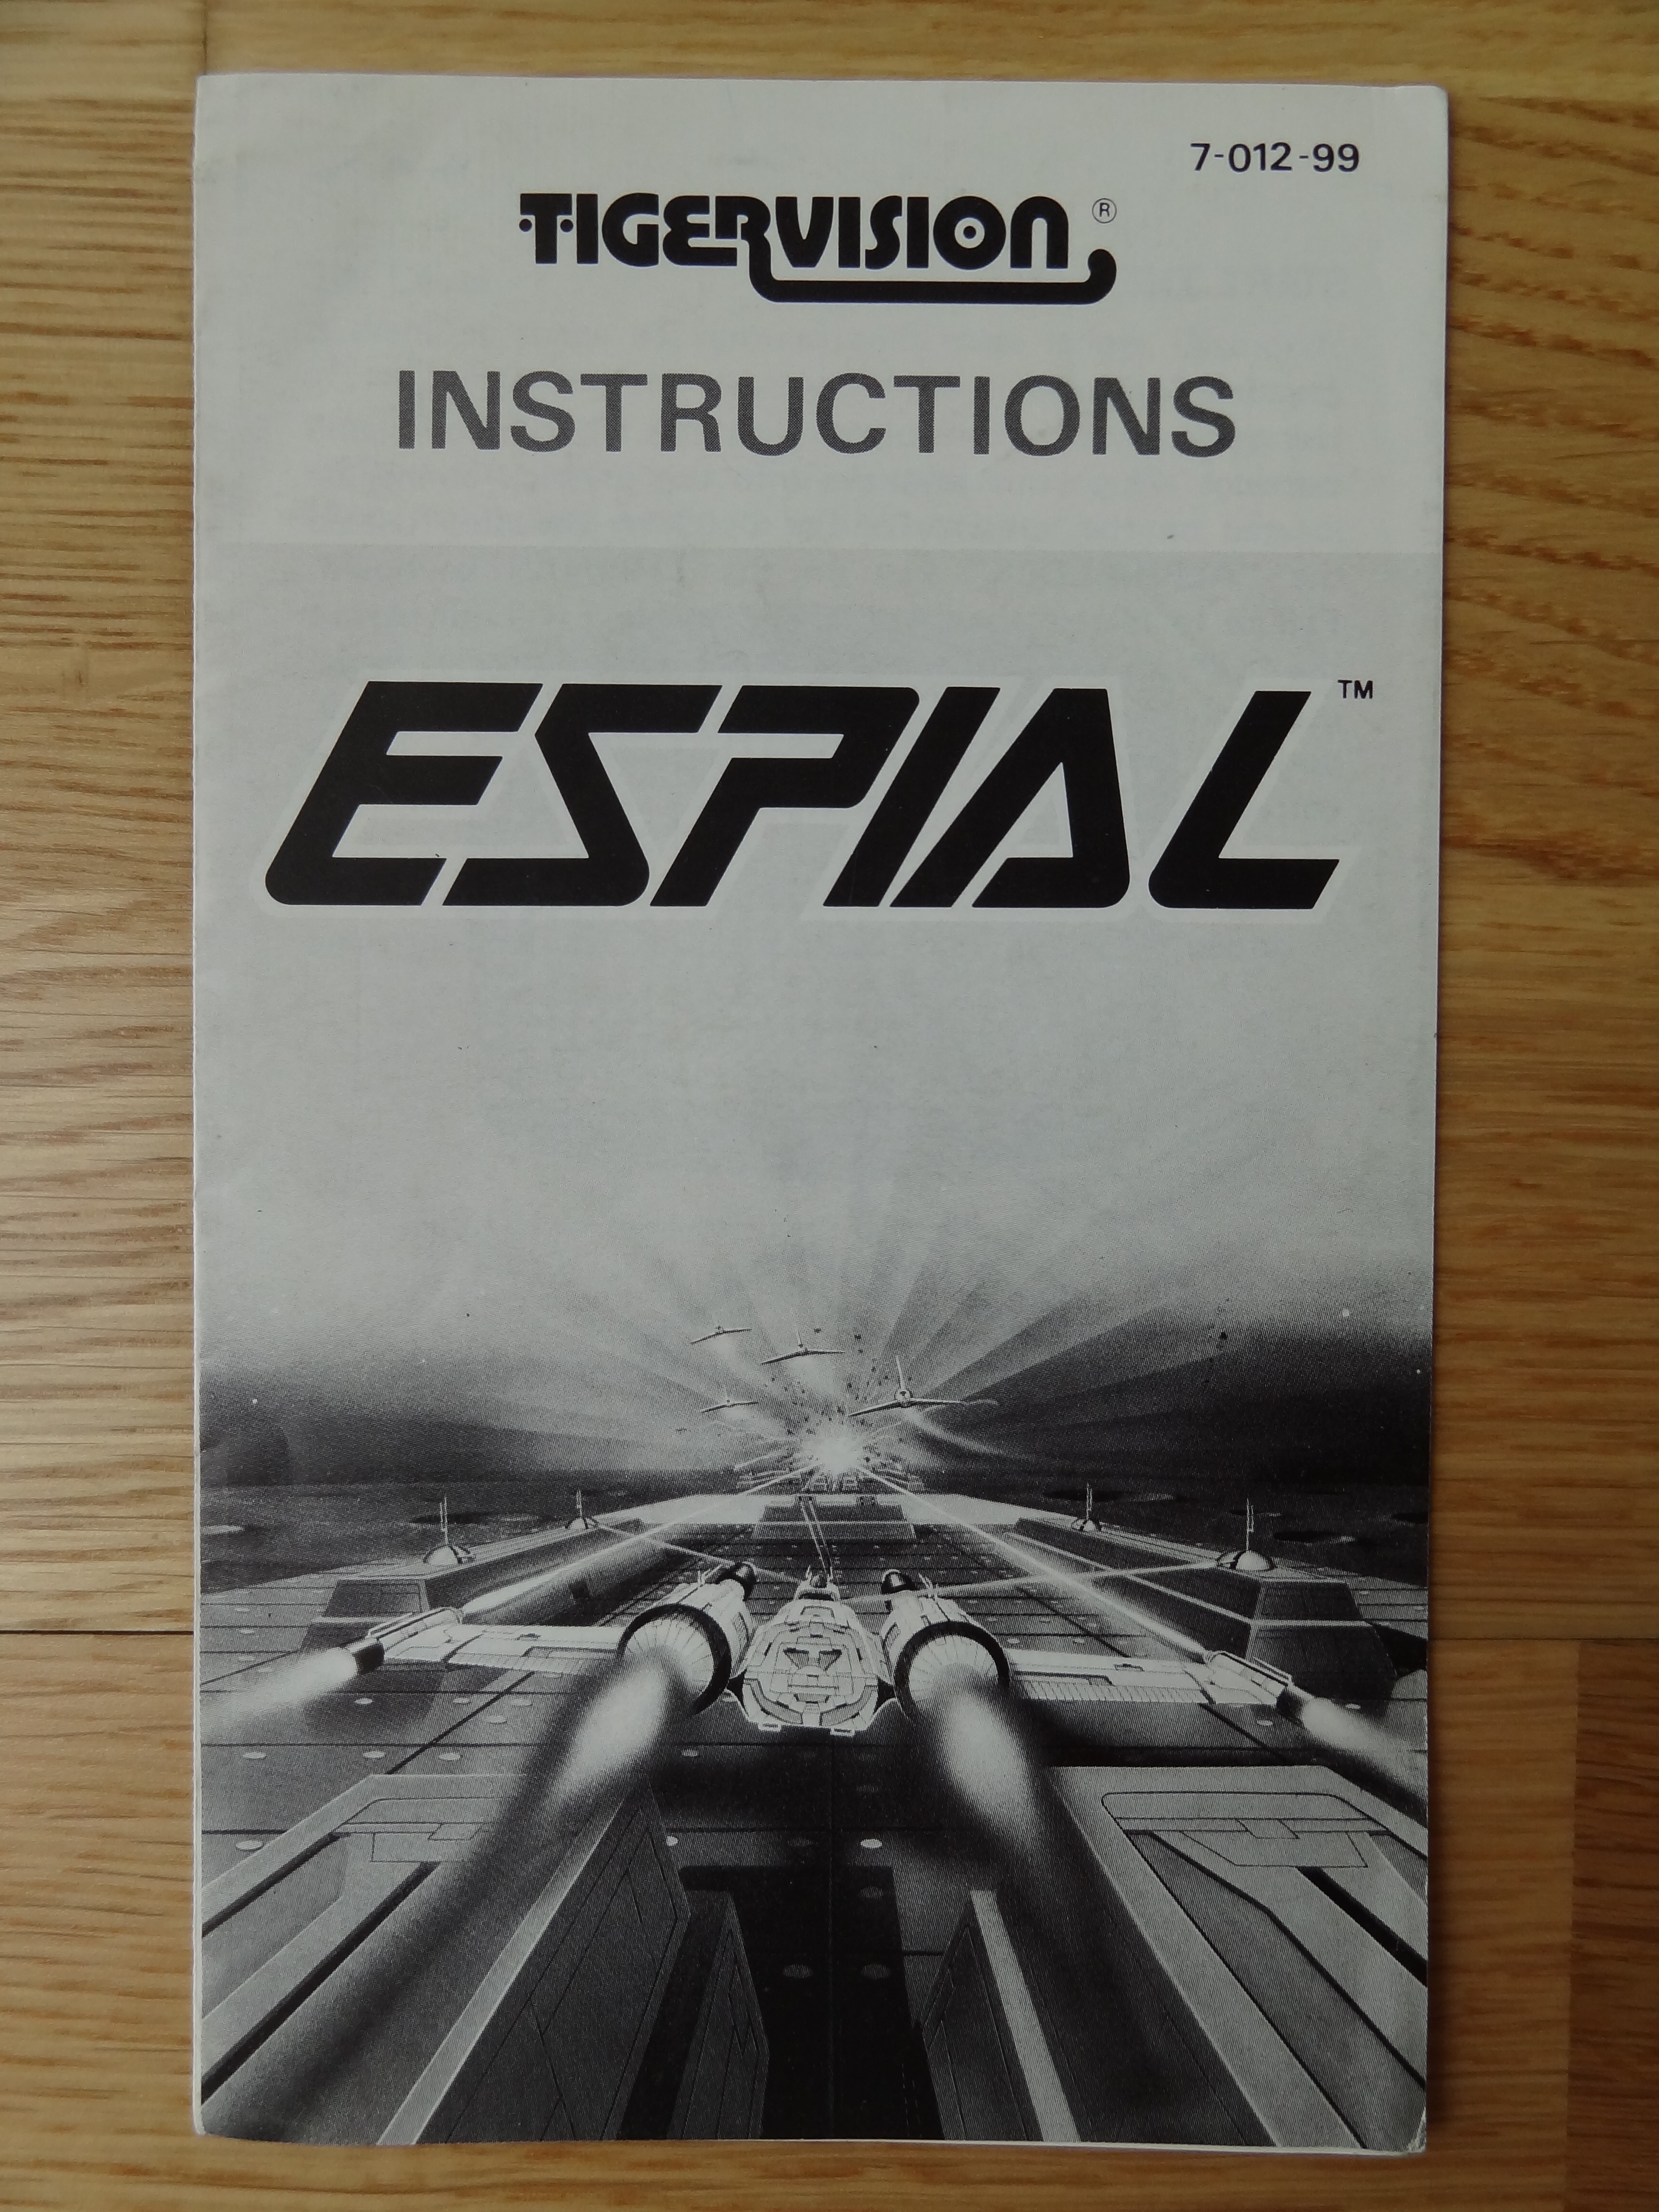 7-012-99
TIGERVISION®
INSTRUCTIONS
ESPIAL™